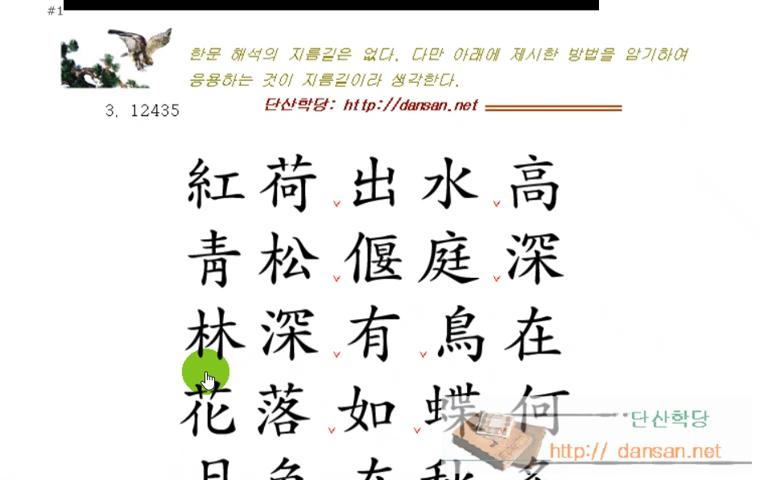 #1
한문 해석의 지름길은 없다. 다만 아래에 제시한 방법을 암기하여
응용하는 것이 지름길이라 생각한다.
단산학당: http://dansan.net
3. 12435
紅荷 ˅ 出水 ˅ 高
青松 ˅ 偃庭 ˅ 深
林深 ˅ 有 ˅ 鳥在
花落 ˅ 如 ˅ 蝶何
단산학당
http:// dansan.net